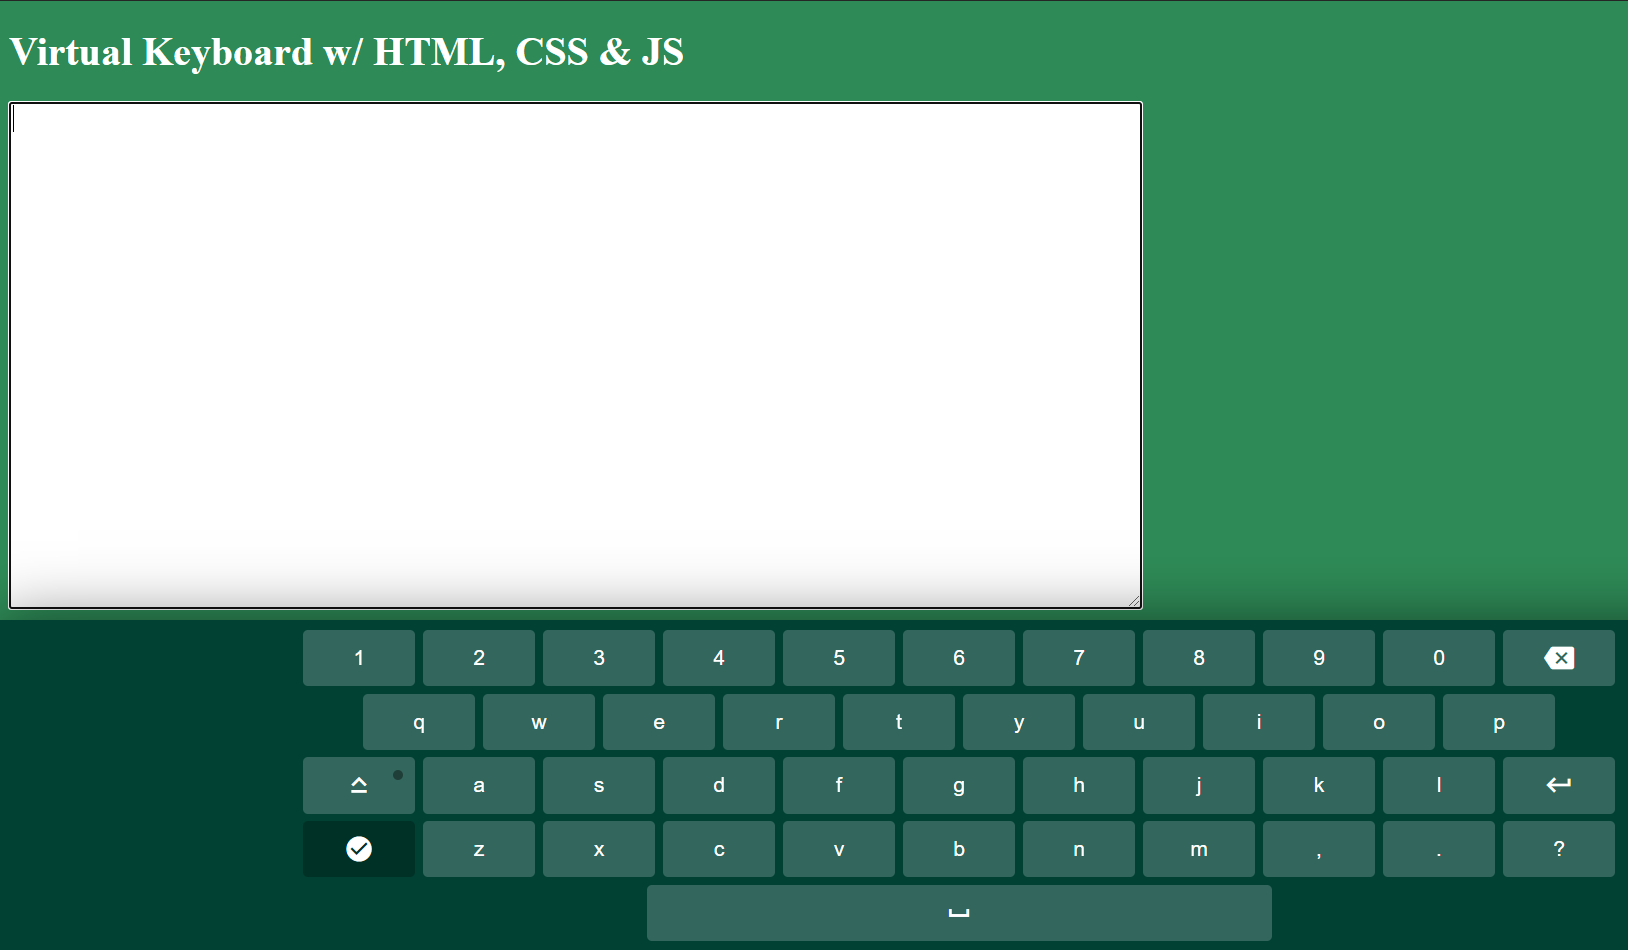 Virtual Keyboard w/ HTML, CSS & JS
1 2 3 4 5 6 7 8 9 0
q w e r t y u i o p
a s d f g h j k l
z x c v b n m , . ?